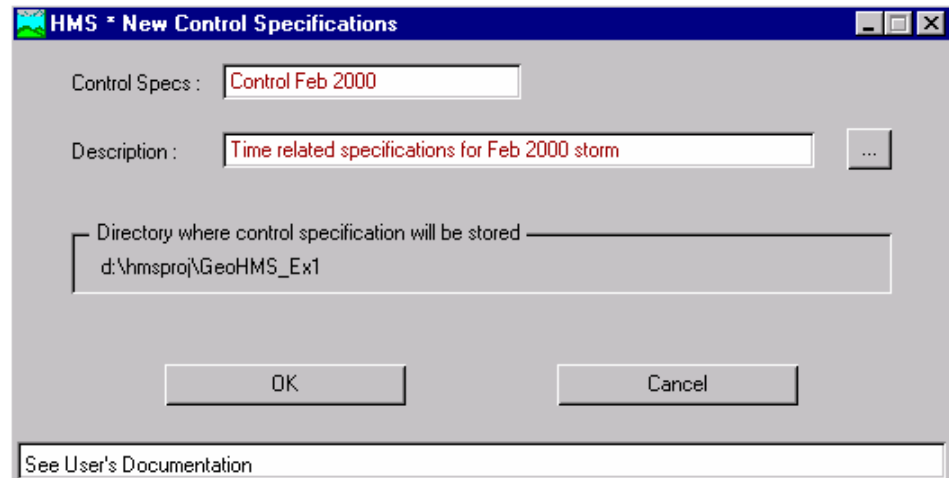 HMS * New Control Specifications
Control Specs : Control Feb 2000
Description : Time related specifications for Feb 2000 storm ...
Directory where control specification will be stored
d:\hmsproj\GeoHMS_Ex1
OK Cancel
See User's Documentation